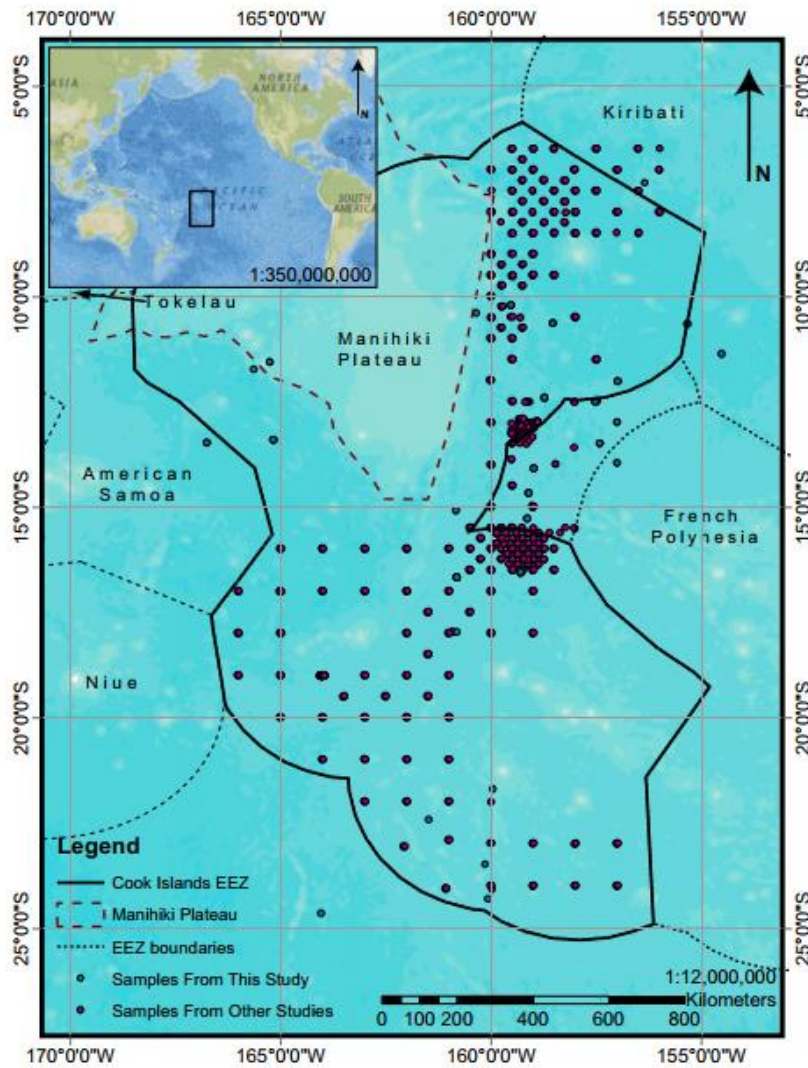 170°0'0"W 165°0'0"W 160°0'0"W 155°0'0"W
ASIA
NORTH
AMERICA
N
PACIFIC
OCEAN
SOUTH
AMERICA
1:350,000,000
5°0'0"S
5°0'0"S
Kiribati
N
10°0'0"S
10°0'0"S
Tokelau
Manihiki
Plateau
American
Samoa
15°0'0"S
15°0'0"S
French
Polynesia
Niue
20°0'0"S
20°0'0"S
Legend
Cook Islands EEZ
Manihiki Plateau
EEZ boundaries
Samples From This Study
Samples From Other Studies
25°0'0"S
25°0'0"S
1:12,000,000
Kilometers
0 100 200 400 600 800
170°0'0"W 165°0'0"W 160°0'0"W 155°0'0"W